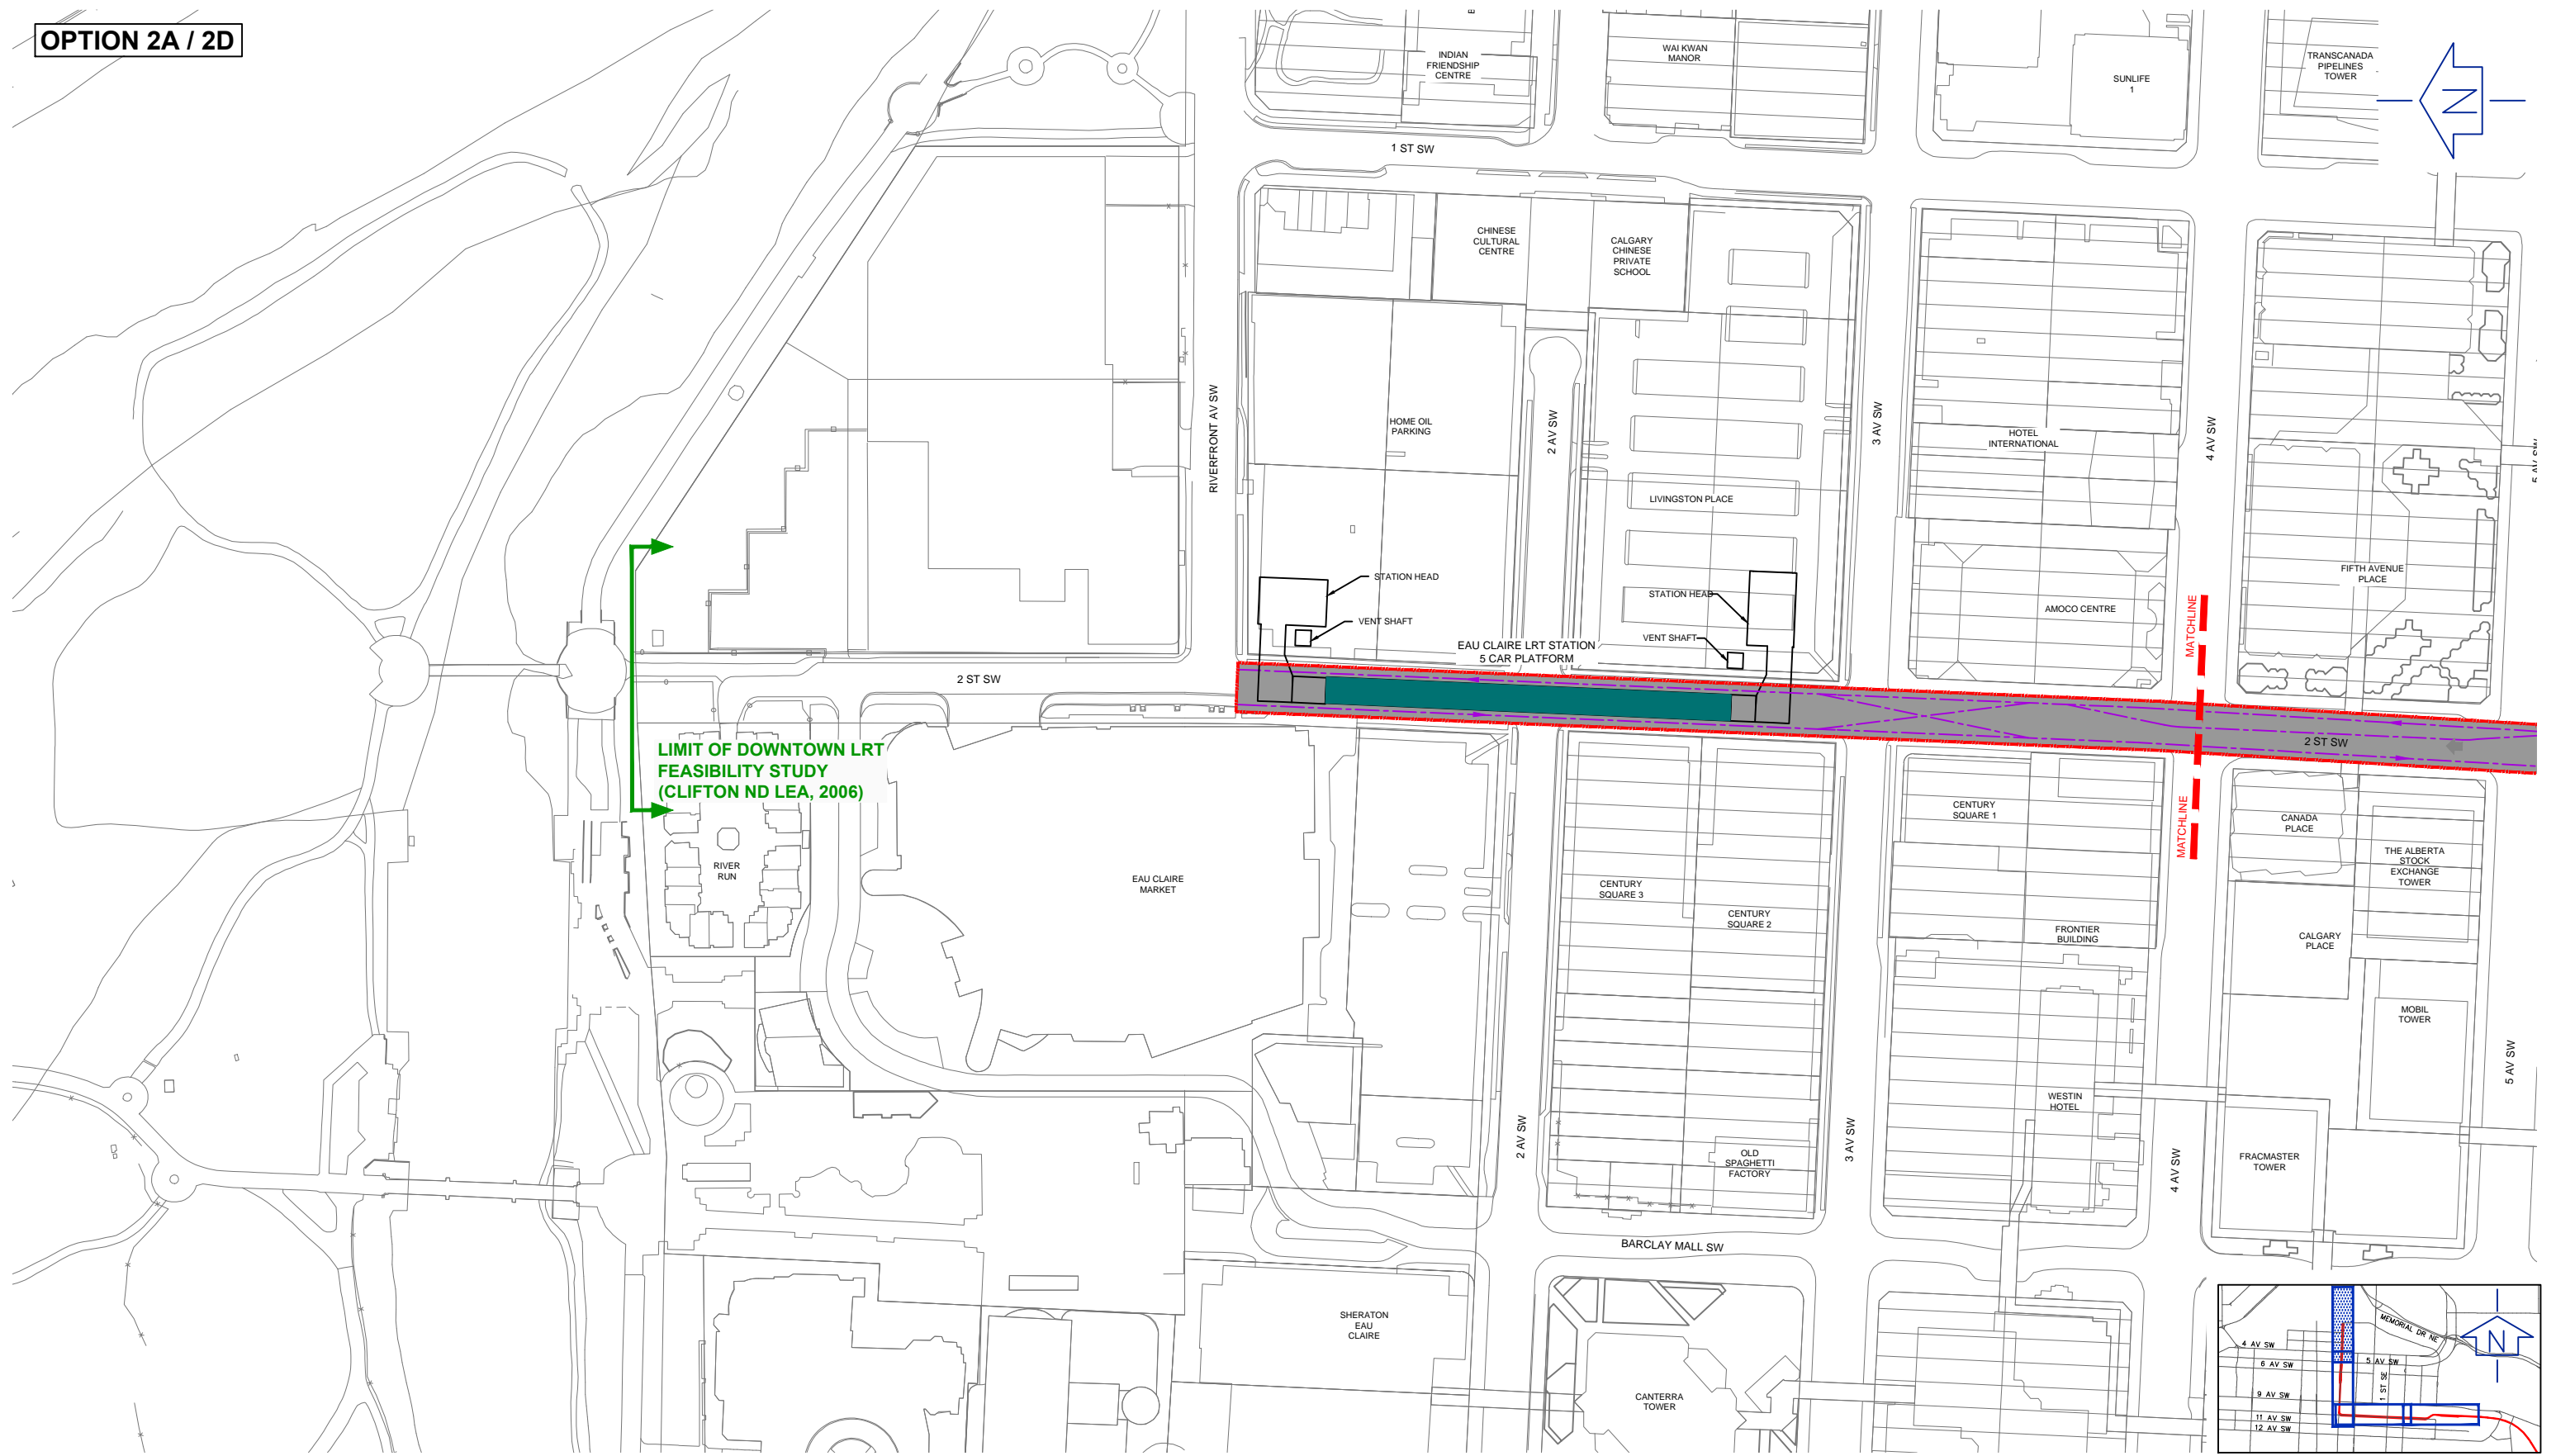 OPTION 2A / 2D
INDIAN
FRIENDSHIP
CENTRE
WAI KWAN
MANOR
SUNLIFE
1
TRANSCANADA
PIPELINES
TOWER
N
1 ST SW
CHINESE
CULTURAL
CENTRE
CALGARY
CHINESE
PRIVATE
SCHOOL
RIVERFRONT AV SW
HOME OIL
PARKING
2 AV SW
3 AV SW
HOTEL
INTERNATIONAL
4 AV SW
5 AV SW
LIVINGSTON PLACE
STATION HEAD
VENT SHAFT
STATION HEAD
VENT SHAFT
EAU CLAIRE LRT STATION
5 CAR PLATFORM
AMOCO CENTRE
MATCHLINE
FIFTH AVENUE
PLACE
2 ST SW
2 ST SW
LIMIT OF DOWNTOWN LRT
FEASIBILITY STUDY
(CLIFTON ND LEA, 2006)
RIVER
RUN
EAU CLAIRE
MARKET
CENTURY
SQUARE 3
CENTURY
SQUARE 2
CENTURY
SQUARE 1
FRONTIER
BUILDING
MATCHLINE
CANADA
PLACE
THE ALBERTA
STOCK
EXCHANGE
TOWER
CALGARY
PLACE
MOBIL
TOWER
5 AV SW
WESTIN
HOTEL
2 AV SW
OLD
SPAGHETTI
FACTORY
3 AV SW
4 AV SW
FRACMASTER
TOWER
BARCLAY MALL SW
SHERATON
EAU
CLAIRE
CANTERRA
TOWER
MEMORIAL DR NE
N
4 AV SW
5 AV SW
6 AV SW
1 ST SE
9 AV SW
11 AV SW
12 AV SW